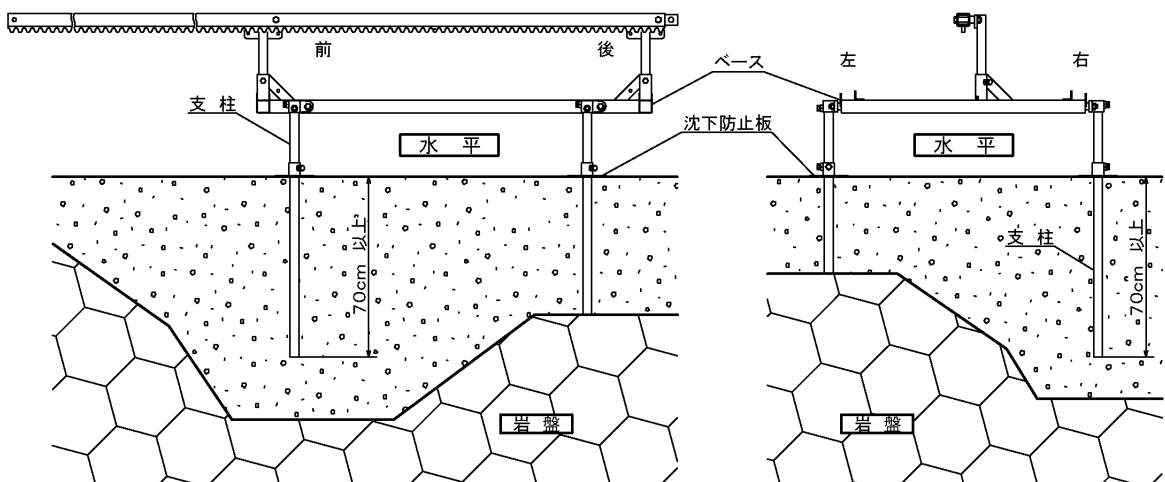 前
後
ベース
左
右
支 柱
水 平
沈下防止板
水 平
70cm 以上
支 柱
70cm 以上
岩 盤
岩 盤